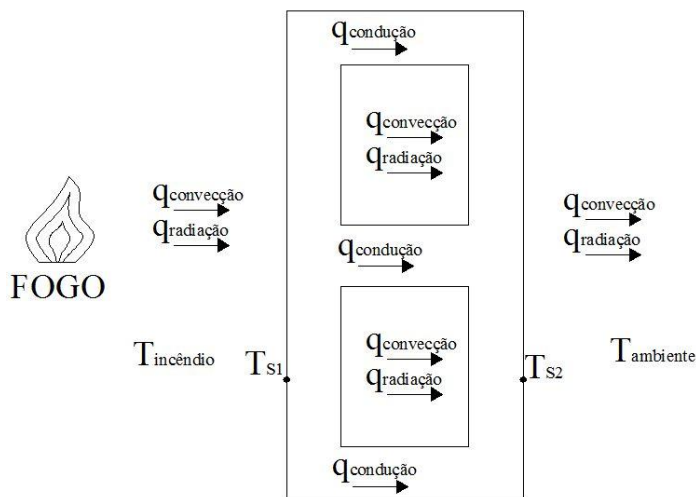 qcondução
qconvecção
qradiação
qconvecção
qradiação
FOGO
qconvecção
qradiação
qcondução
Tincêndio
TS1
qconvecção
qradiação
TS2
Tambiente
qcondução